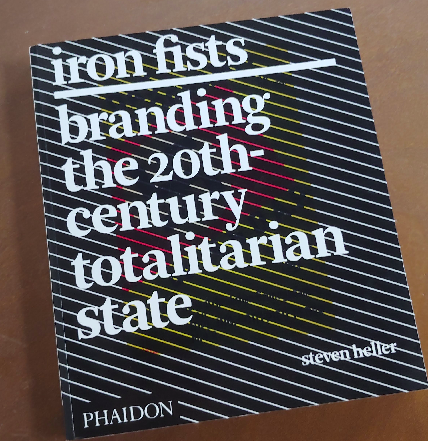 iron fists
branding
the 20th-
century
totalitarian
state
steven heller
PHAIDON